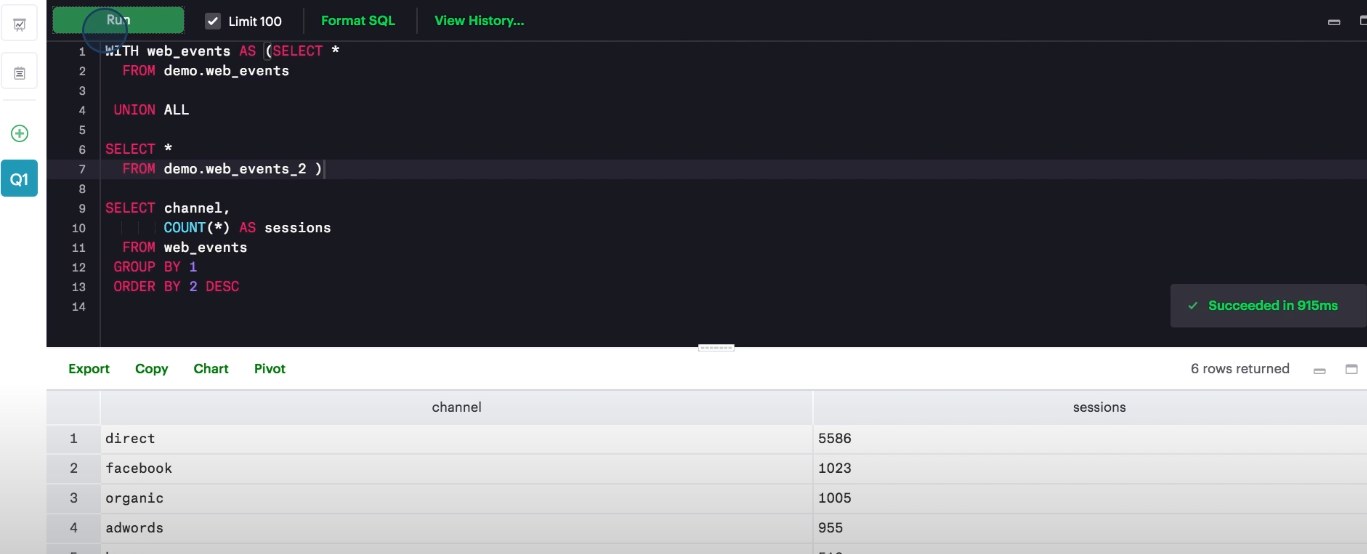 Run Limit 100 Format SQL View History...
1 WITH web_events AS (SELECT *
2 FROM demo.web_events
3
4 UNION ALL
5
6 SELECT *
7 FROM demo.web_events_2 )
8
9 SELECT channel,
10 COUNT(*) AS sessions
11 FROM web_events
12 GROUP BY 1
13 ORDER BY 2 DESC
14
Q1
Succeeded in 915ms
Export Copy Chart Pivot 6 rows returned
channel sessions
1 direct 5586
2 facebook 1023
3 organic 1005
4 adwords 955